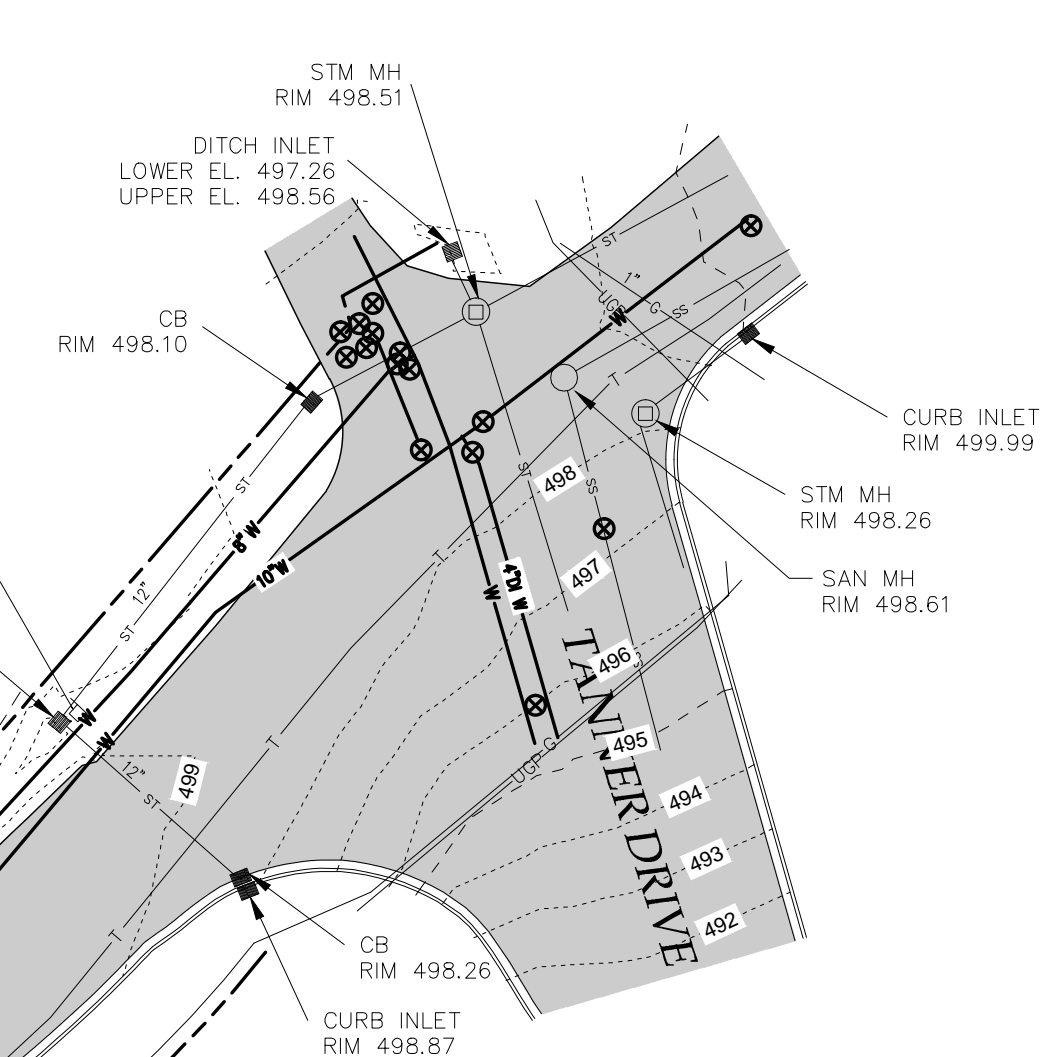 STM MH
RIM 498.51
DITCH INLET
LOWER EL. 497.26
UPPER EL. 498.56
CB
RIM 498.10
ST
1"
UGP
G
SS
W
T
CURB INLET
RIM 499.99
STM MH
RIM 498.26
SAN MH
RIM 498.61
ST
498
SS
ST
8" W
10"W
T
497
W
4"DI W
12"
ST
496
S
TANNER DRIVE
W
W
T
G
UGP
495
12"
ST
499
494
493
492
T
CB
RIM 498.26
CURB INLET
RIM 498.87